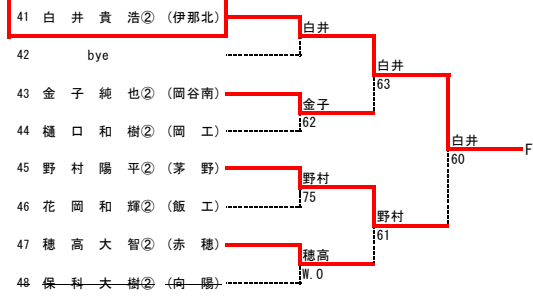 41 白 井 貴 浩② (伊那北)
白井
42 bye
白井
63
43 金 子 純 也② (岡谷南)
金子
62
44 樋 口 和 樹② (岡 工)
白井
60
F
45 野 村 陽 平② (茅 野)
野村
75
46 花 岡 和 輝② (飯 工)
野村
61
47 穂 高 大 智② (赤 穂)
穂高
W.O
48 保 科 大 樹② (向 陽)